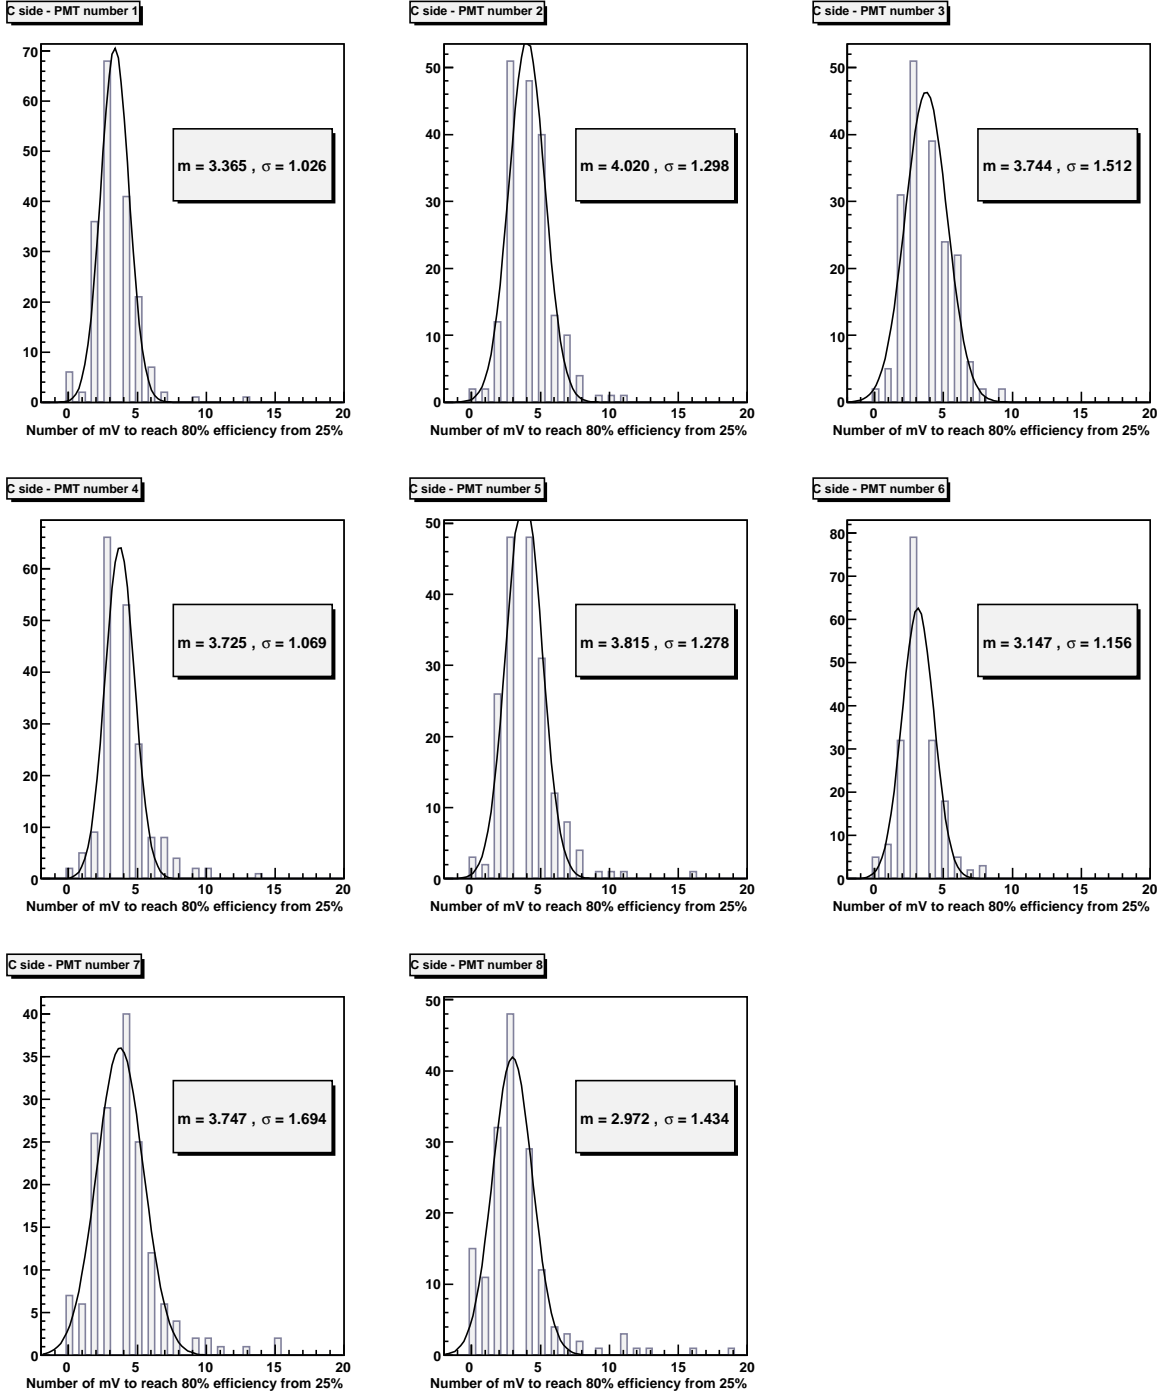 C side - PMT number 1
70
60
50
40
30
20
10
0
m = 3.365 , σ = 1.026
0 5 10 15 20
Number of mV to reach 80% efficiency from 25%
C side - PMT number 2
50
40
30
20
10
0
m = 4.020 , σ = 1.298
0 5 10 15 20
Number of mV to reach 80% efficiency from 25%
C side - PMT number 3
50
40
30
20
10
0
m = 3.744 , σ = 1.512
0 5 10 15 20
Number of mV to reach 80% efficiency from 25%
C side - PMT number 4
60
50
40
30
20
10
0
m = 3.725 , σ = 1.069
0 5 10 15 20
Number of mV to reach 80% efficiency from 25%
C side - PMT number 5
50
40
30
20
10
0
m = 3.815 , σ = 1.278
0 5 10 15 20
Number of mV to reach 80% efficiency from 25%
C side - PMT number 6
80
70
60
50
40
30
20
10
0
m = 3.147 , σ = 1.156
0 5 10 15 20
Number of mV to reach 80% efficiency from 25%
C side - PMT number 7
40
35
30
25
20
15
10
5
0
m = 3.747 , σ = 1.694
0 5 10 15 20
Number of mV to reach 80% efficiency from 25%
C side - PMT number 8
50
40
30
20
10
0
m = 2.972 , σ = 1.434
0 5 10 15 20
Number of mV to reach 80% efficiency from 25%